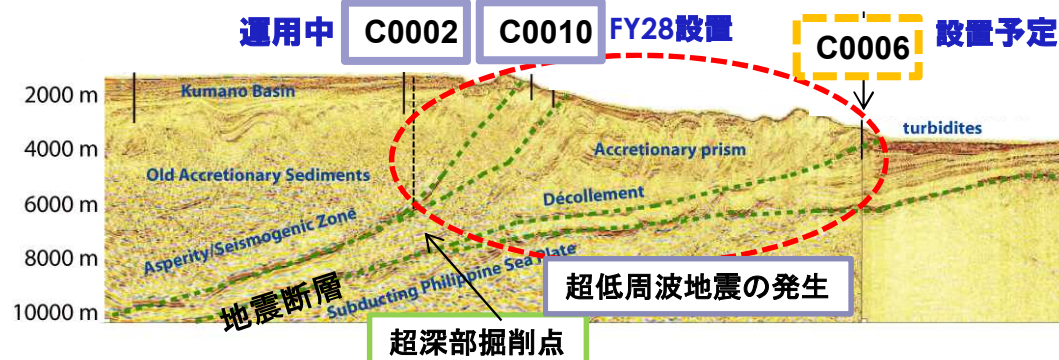 運用中
C0002
C0010
FY28設置
C0006
設置予定
2000 m
Kumano Basin
turbidites
4000 m
Accretionary prism
Old Accretionary Sediments
6000 m
Décollement
Asperity/Seismogenic Zone
8000 m
Subducting Philippine Sea Plate
超低周波地震の発生
10000 m
地震断層
超深部掘削点